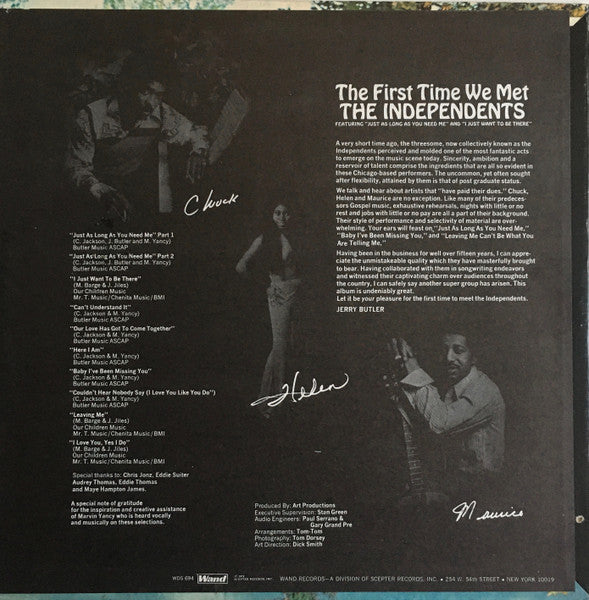 The First Time We Met
THE INDEPENDENTS
FEATURING "JUST AS LONG AS YOU NEED ME" AND "I JUST WANT TO BE THERE"
A very short time ago, the threesome, now collectively known as the
Independents perceived and molded one of the most fantastic acts
to emerge on the music scene today. Sincerity, ambition and a
reservoir of talent comprise the ingredients that are all so evident in
these Chicago-based performers. The uncommon, yet often sought
after flexibility, attained by them is that of post graduate status.
We talk and hear about artists that "have paid their dues." Chuck,
Helen and Maurice are no exception. Like many of their predeces-
sors Gospel music, exhaustive rehearsals, nights with little or no
rest and jobs with little or no pay are all a part of their background.
Their style of performance and selectivity of material are over-
whelming. Your ears will feast on "Just As Long As You Need Me,"
"Baby I've Been Missing You," and "Leaving Me Can't Be What You
Are Telling Me,"
Having been in the business for well over fifteen years, I can appre-
ciate the unmistakeable quality which they have masterfully brought
to bear. Having collaborated with them in songwriting endeavors
and witnessed their captivating charm over audiences throughout
the country, I can safely say another super group has arisen. This
album is undeniably great.
Let it be your pleasure for the first time to meet the Independents.
JERRY BUTLER
Chuck
"Just As Long As You Need Me" Part 1
(C. Jackson, J. Butler and M. Yancy)
Butler Music ASCAP
"Just As Long As You Need Me" Part 2
(C. Jackson, J. Butler and M. Yancy)
Butler Music ASCAP
"I Just Want To Be There"
(M. Barge & J. Jiles)
Our Children Music
Mr. T. Music/Chenita Music/BMI
"Can't Understand It"
(C. Jackson & M. Yancy)
Butler Music ASCAP
"Our Love Has Got To Come Together"
(C. Jackson & M. Yancy)
Butler Music ASCAP
"Here I Am"
(C. Jackson & M. Yancy)
Butler Music ASCAP
"Baby I've Been Missing You"
(C. Jackson & M. Yancy)
Butler Music ASCAP
"Couldn't Hear Nobody Say (I Love You Like You Do")
(C, Jackson & M. Yancy)
Butler Music ASCAP
"Leaving Me"
(M. Barge & J. Jiles)
Our Children Music
Mr. T. Music/Chenita Music/BMI
"I Love You, Yes I Do"
(M. Barge & J. Jiles)
Our Children Music
Mr. T. Music/Chenita Music/BMI
Special thanks to: Chris Jonz, Eddie Suiter
Audrey Thomas, Eddie Thomas
and Maye Hampton James.
A special note of gratitude
for the inspiration and creative assistance
of Marvin Yancy who is heard vocally
and musically on these selections.
Helen
Maurice
Produced By: Art Productions
Executive Supervision: Stan Green
Audio Engineers: Paul Serrano &
Gary Grand Pre
Arrangements: Tom-Tom
Photography: Tom Dorsey
Art Direction: Dick Smith
WDS 694 Wand SCEPTER RECORDS, INC. WAND RECORDS—A DIVISION OF SCEPTER RECORDS, INC. • 254 W. 54th STREET • NEW YORK 10019